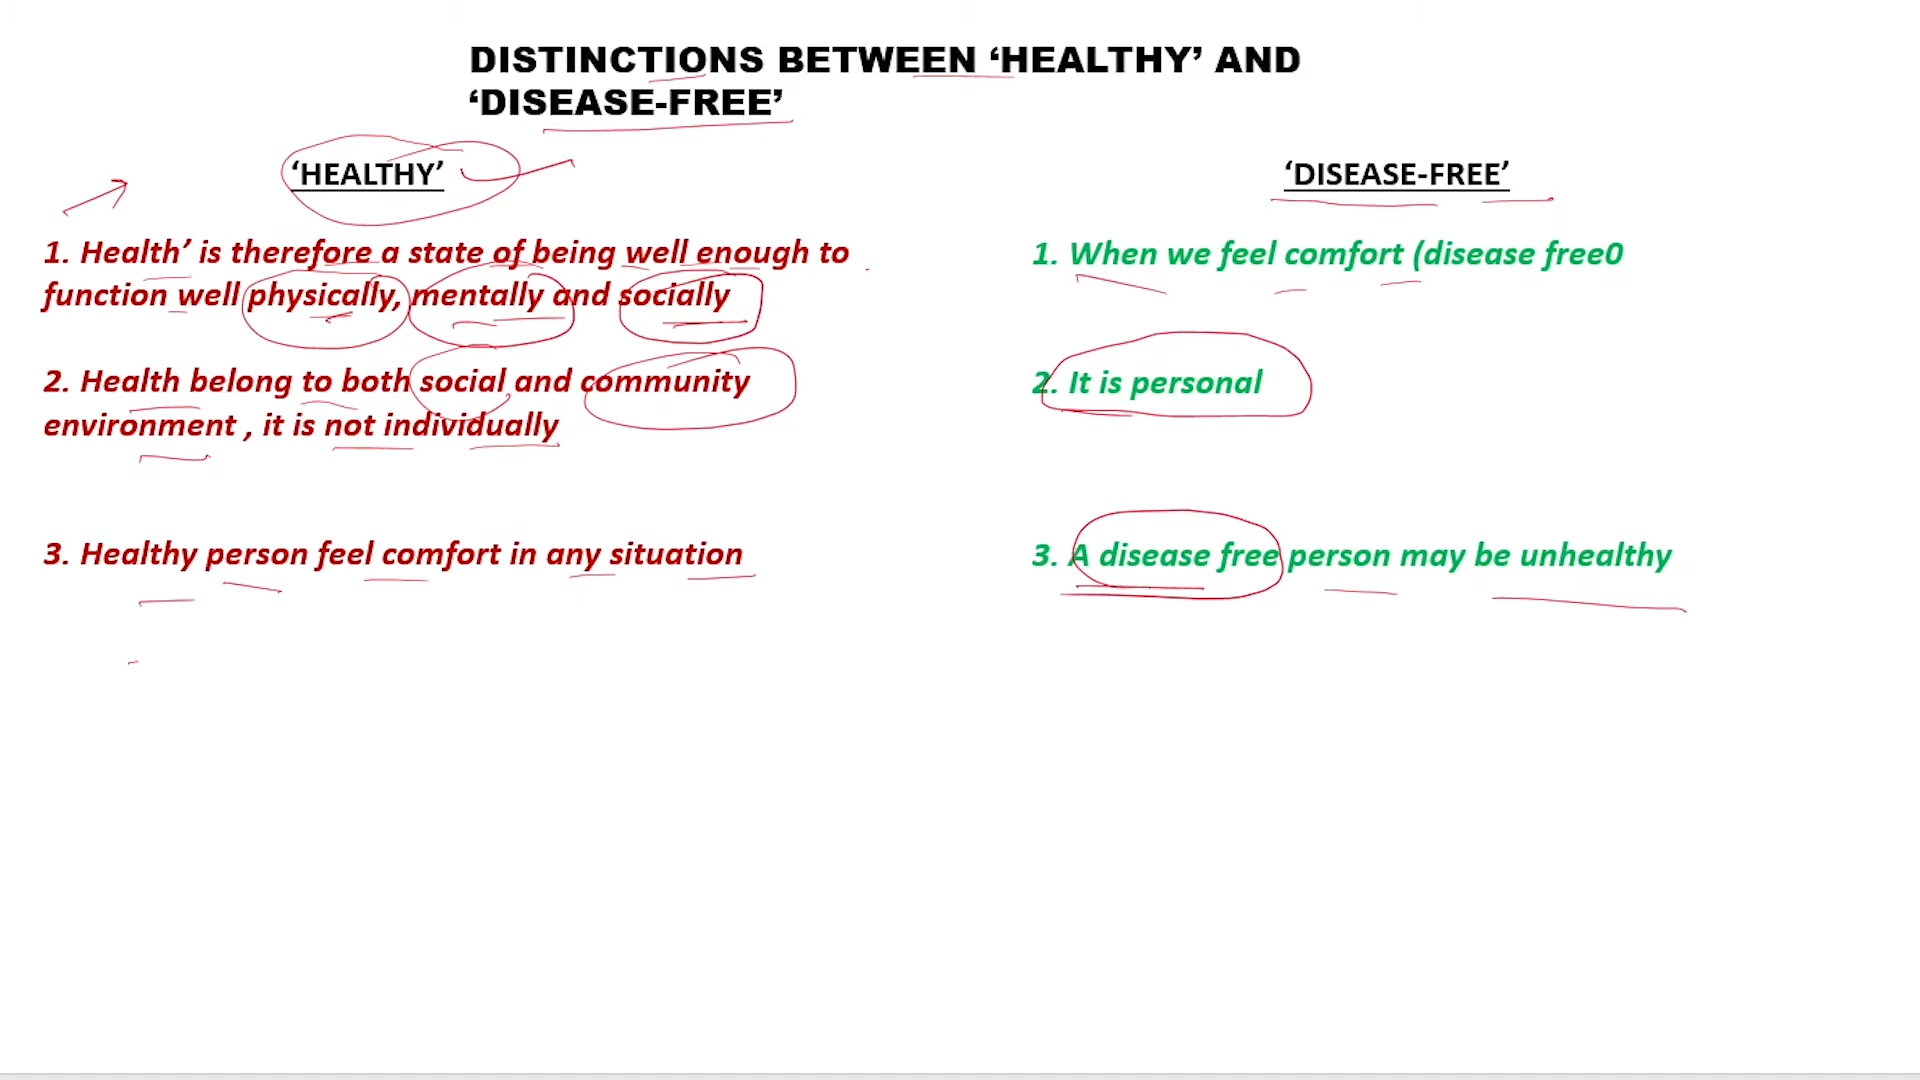 DISTINCTIONS BETWEEN ‘HEALTHY’ AND
‘DISEASE-FREE’
‘HEALTHY’
1. Health’ is therefore a state of being well enough to
function well physically, mentally and socially
2. Health belong to both social and community
environment , it is not individually
3. Healthy person feel comfort in any situation
‘DISEASE-FREE’
1. When we feel comfort (disease free0
2. It is personal
3. A disease free person may be unhealthy